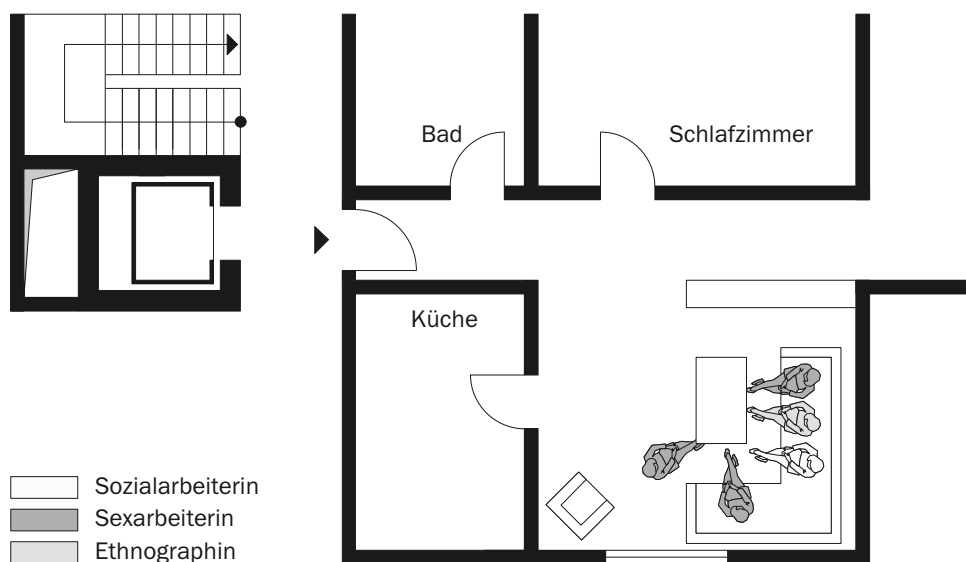 Bad
Schlafzimmer
Küche
Sozialarbeiterin
Sexarbeiterin
Ethnographin